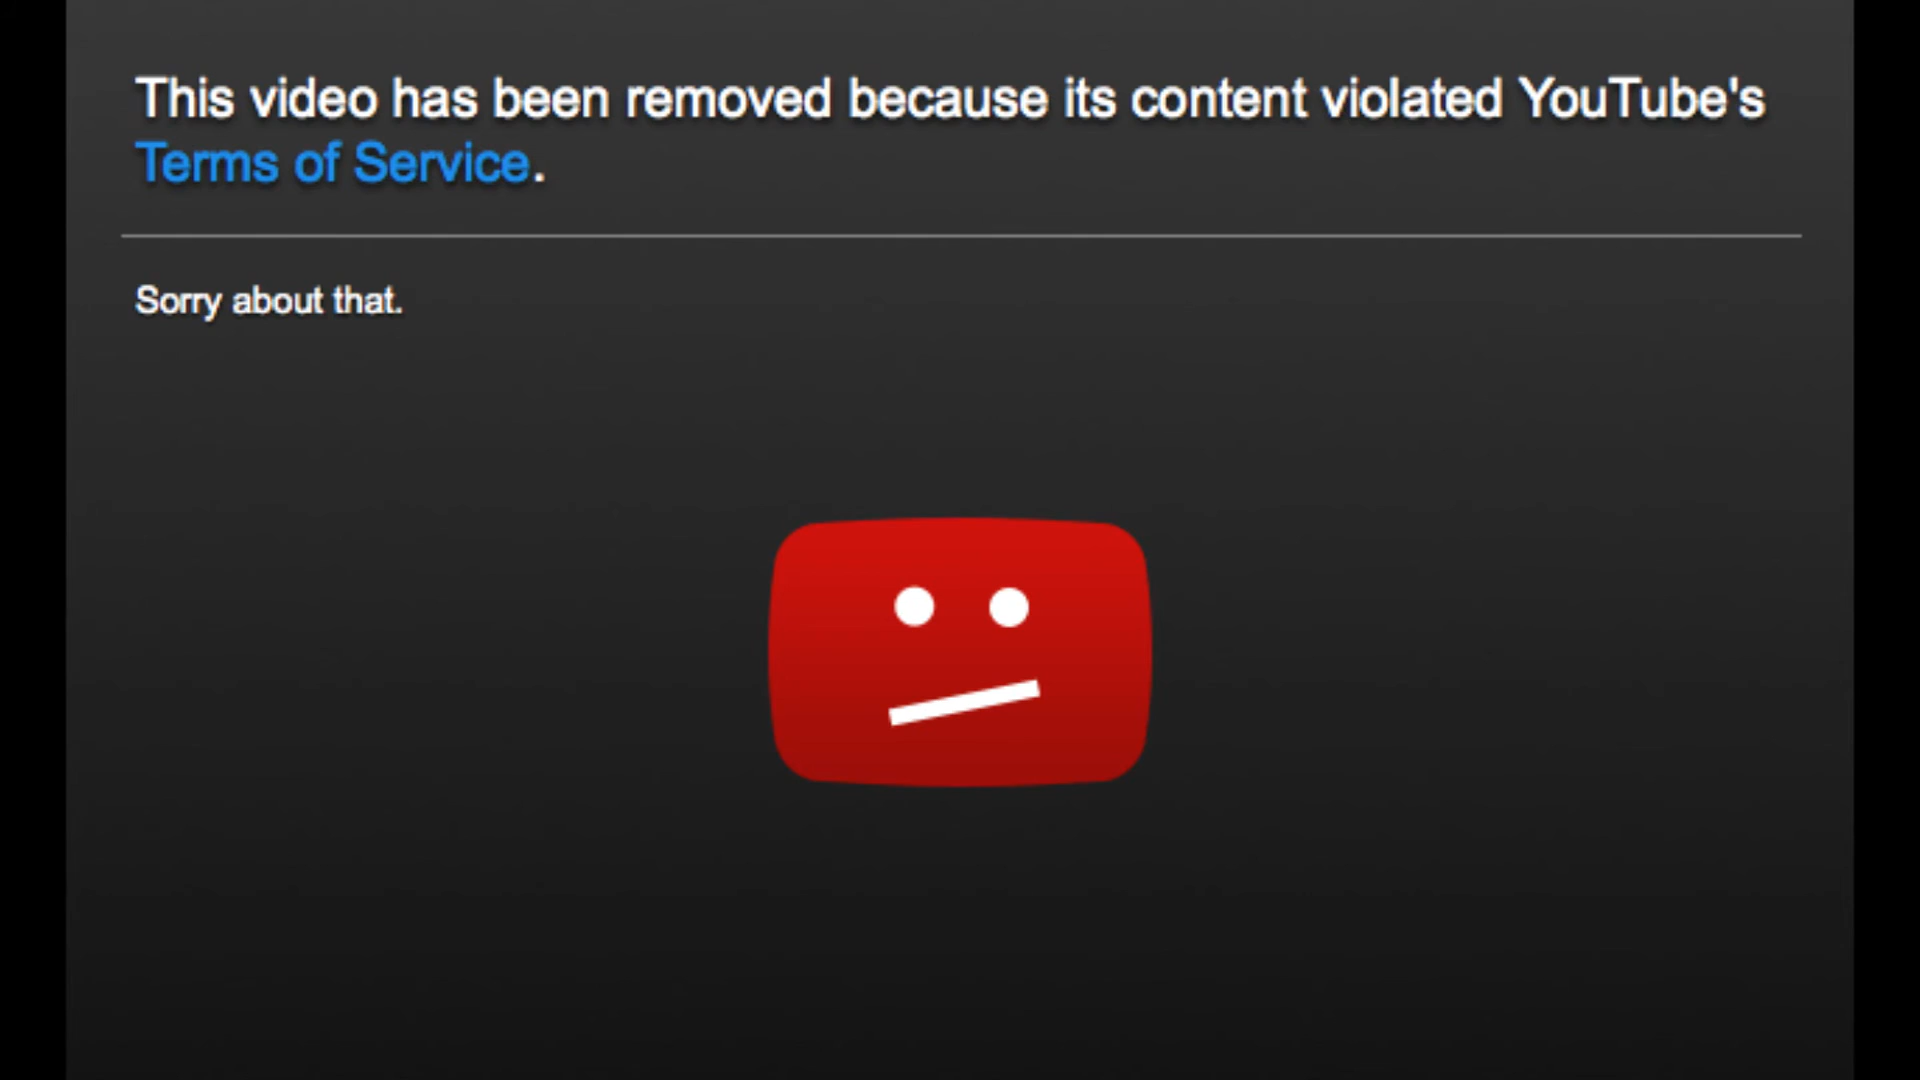 This video has been removed because its content violated YouTube's
Terms of Service.
Sorry about that.